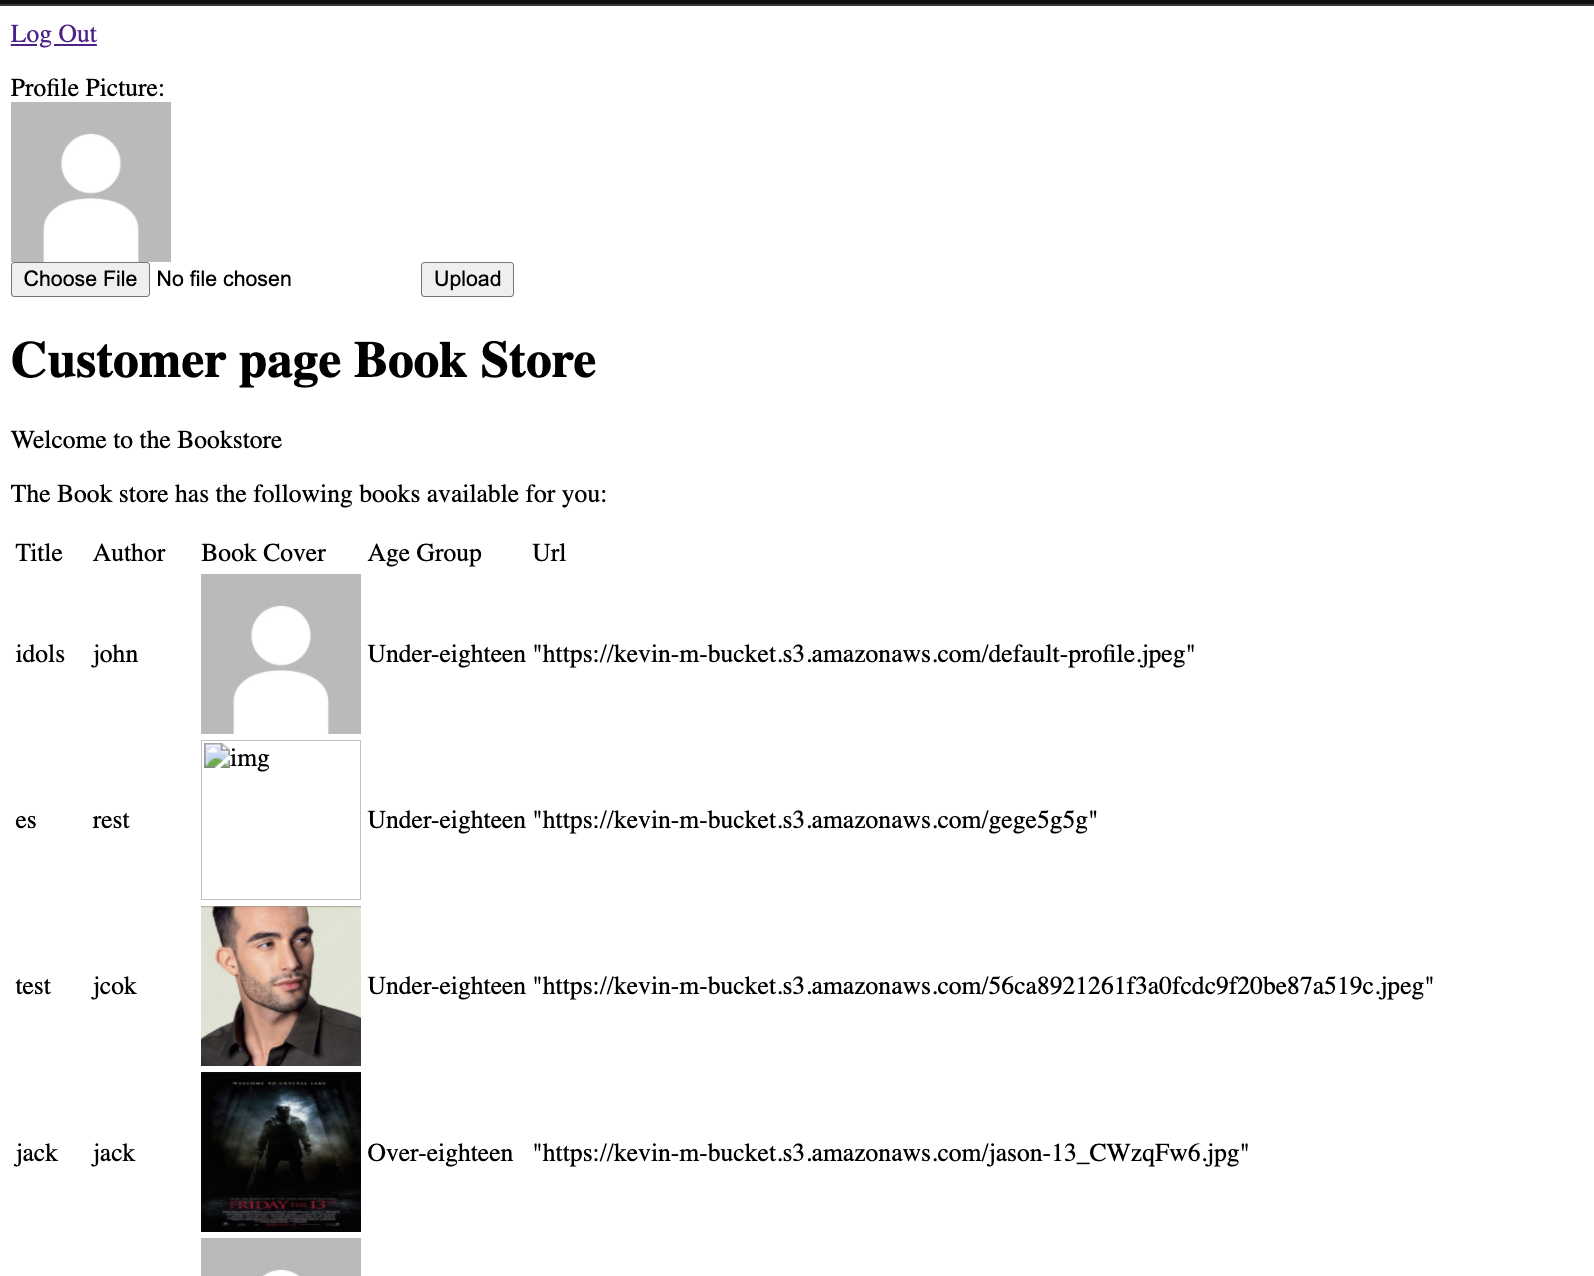 Log Out
Profile Picture:
Choose File No file chosen Upload
Customer page Book Store
Welcome to the Bookstore
The Book store has the following books available for you:
Title Author Book Cover Age Group Url
idols john Under-eighteen "https://kevin-m-bucket.s3.amazonaws.com/default-profile.jpeg"
img
es rest Under-eighteen "https://kevin-m-bucket.s3.amazonaws.com/gege5g5g"
test jcok Under-eighteen "https://kevin-m-bucket.s3.amazonaws.com/56ca8921261f3a0fcdc9f20be87a519c.jpeg"
WELCOME TO CRYSTAL LAKE
jack jack Over-eighteen "https://kevin-m-bucket.s3.amazonaws.com/jason-13_CWzqFw6.jpg"
FRIDAY THE 13